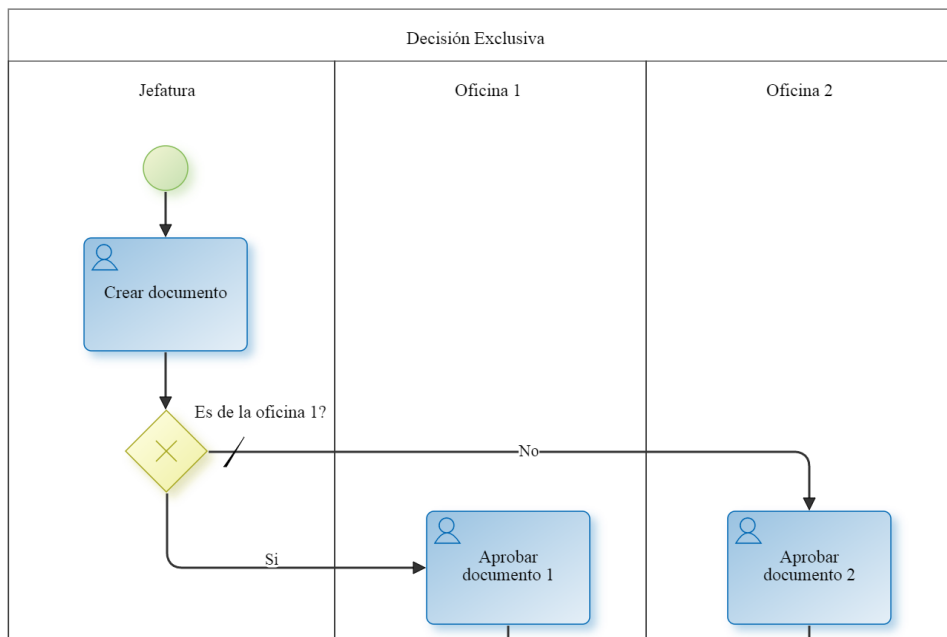 Decisión Exclusiva
Jefatura
Oficina 1
Oficina 2
Crear documento
Es de la oficina 1?
No
Si
Aprobar
documento 1
Aprobar
documento 2